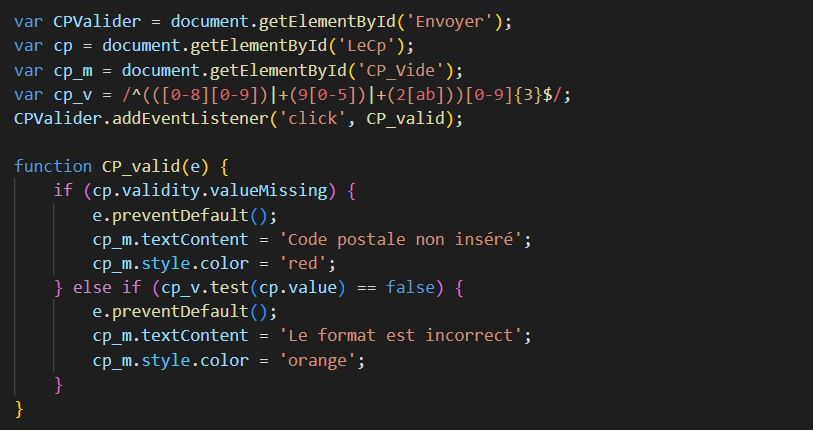 var CPValider = document.getElementById('Envoyer');
var cp = document.getElementById('LeCp');
var cp_m = document.getElementById('CP_Vide');
var cp_v = /^(([0-8][0-9])|+(9[0-5])|+(2[ab]))[0-9]{3}$/;
CPValider.addEventListener('click', CP_valid);
function CP_valid(e) {
    if (cp.validity.valueMissing) {
        e.preventDefault();
        cp_m.textContent = 'Code postale non inséré';
        cp_m.style.color = 'red';
    } else if (cp_v.test(cp.value) == false) {
        e.preventDefault();
        cp_m.textContent = 'Le format est incorrect';
        cp_m.style.color = 'orange';
    }
}